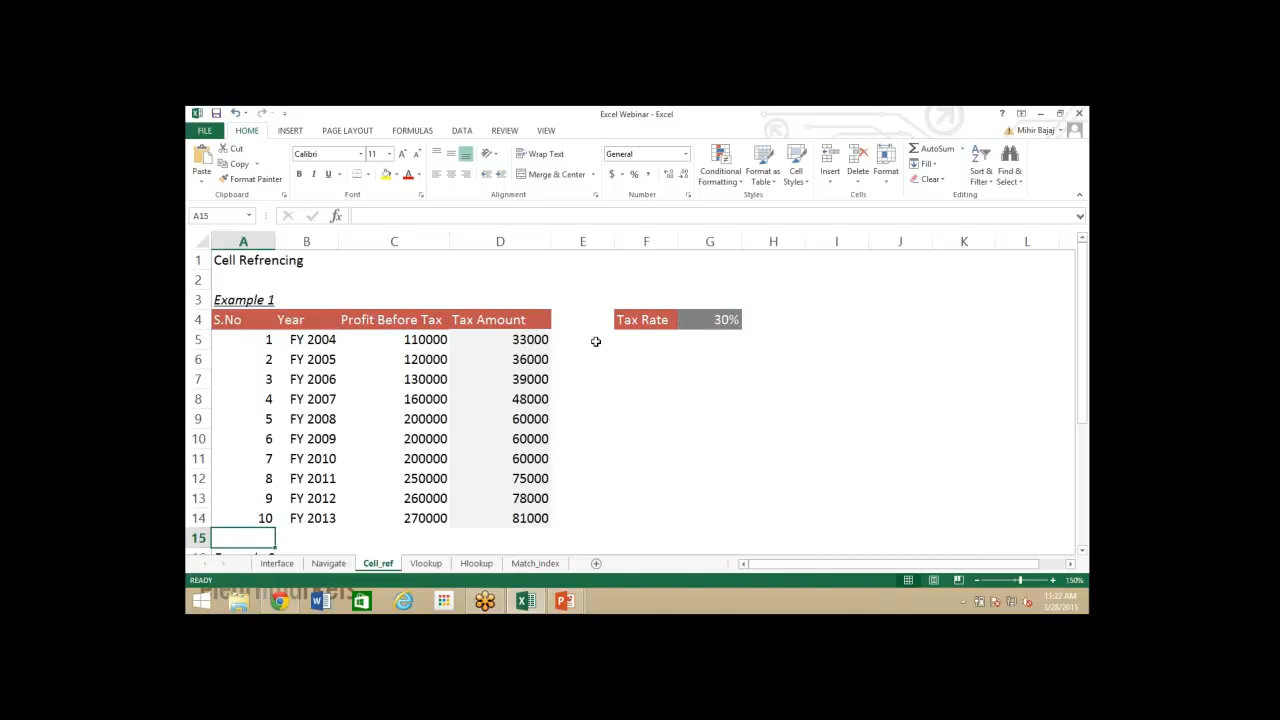 Excel Webinar - Excel
FILE HOME INSERT PAGE LAYOUT FORMULAS DATA REVIEW VIEW Mihir Bajaj
Cut Calibri 11 Wrap Text General AutoSum
Copy Fill
Paste Format Painter B I U A Merge & Center $ % , Conditional Formatting Format as Table Cell Styles Insert Delete Format Clear Sort & Filter Find & Select
Clipboard Font Alignment Number Styles Cells Editing
A15 fx
A B C D E F G H I J K L
1 Cell Refrencing
2
3 Example 1
4 S.No Year Profit Before Tax Tax Amount Tax Rate 30%
5 1 FY 2004 110000 33000
6 2 FY 2005 120000 36000
7 3 FY 2006 130000 39000
8 4 FY 2007 160000 48000
9 5 FY 2008 200000 60000
10 6 FY 2009 200000 60000
11 7 FY 2010 200000 60000
12 8 FY 2011 250000 75000
13 9 FY 2012 260000 78000
14 10 FY 2013 270000 81000
15
Interface Navigate Cell_ref Vlookup Hlookup Match_Index
READY 150%
11:22 AM
3/28/2015